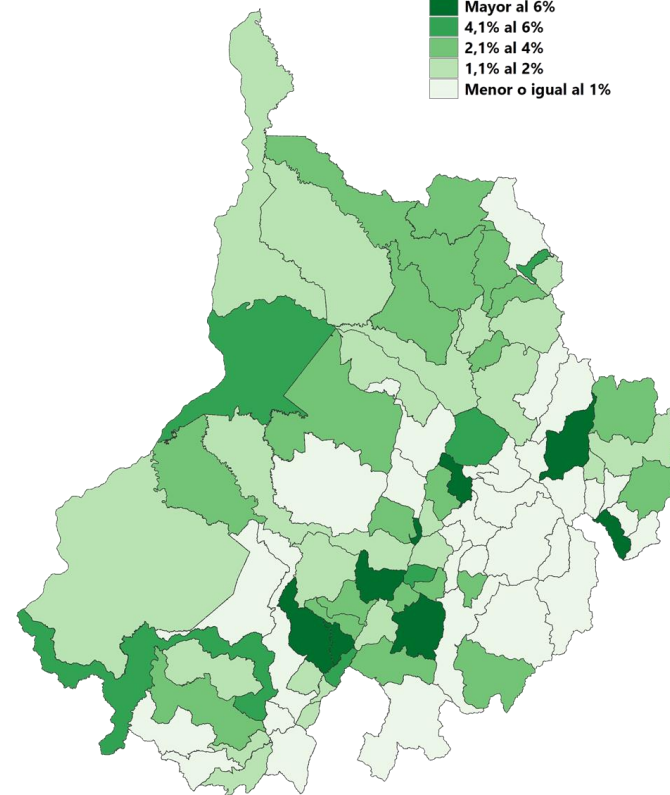 Mayor al 6%
4,1% al 6%
2,1% al 4%
1,1% al 2%
Menor o igual al 1%